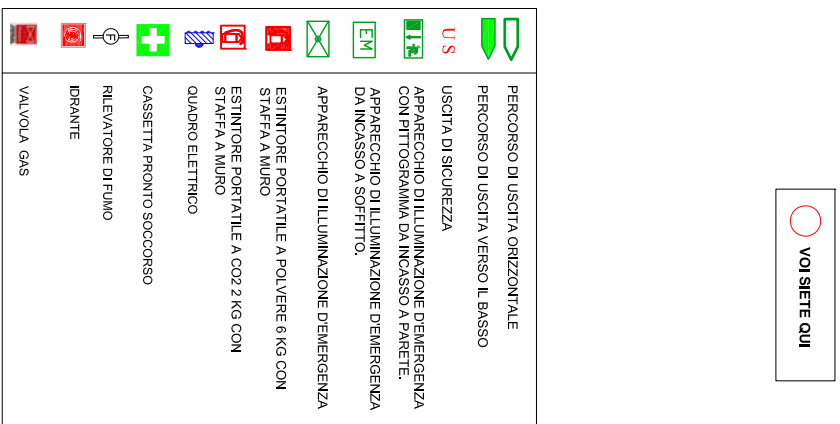 PERCORSO DI USCITA ORIZZONTALE
PERCORSO DI USCITA VERSO IL BASSO
U S
USCITA DI SICUREZZA
APPARECCHIO DI ILLUMINAZIONE D'EMERGENZA
CON PITTOGRAMMA DA INCASSO A PARETE.
EM
APPARECCHIO DI ILLUMINAZIONE D'EMERGENZA
DA INCASSO A SOFFITTO.
APPARECCHIO DI ILLUMINAZIONE D'EMERGENZA
ESTINTORE PORTATILE A POLVERE 6 KG CON
STAFFA A MURO
ESTINTORE PORTATILE A CO2 2 KG CON
STAFFA A MURO
QUADRO ELETTRICO
CASSETTA PRONTO SOCCORSO
F
RILEVATORE DI FUMO
IDRANTE
VALVOLA GAS
VOI SIETE QUI